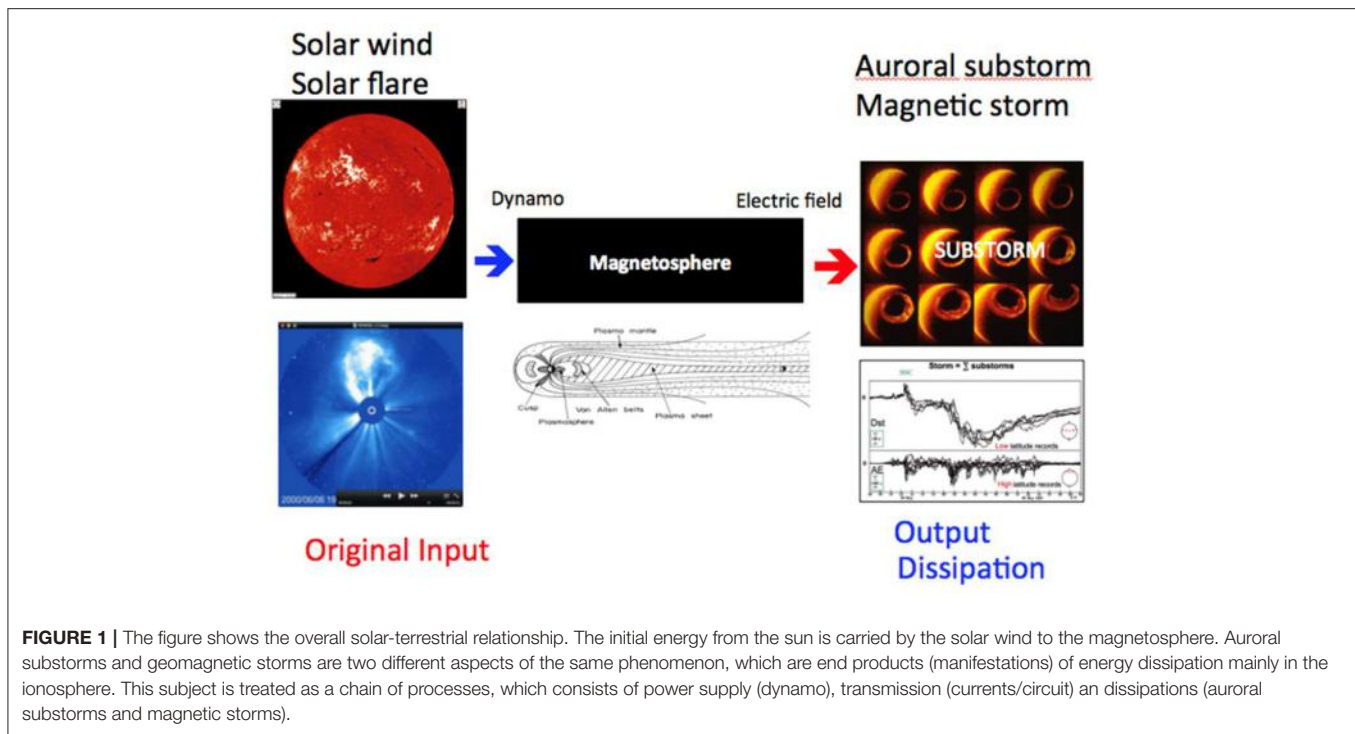 Solar wind
Solar flare
Auroral substorm
Magnetic storm
Dynamo
Electric field
Magnetosphere
SUBSTORM
Plasma mantle
Cusp
Plasmasphere
Van Allen belts
Plasma sheet
Storm = ∑ substorms
Dst
Low latitude records
AE
High latitude records
2000/06/06 19
Original Input
Output
Dissipation
FIGURE 1 | The figure shows the overall solar-terrestrial relationship. The initial energy from the sun is carried by the solar wind to the magnetosphere. Auroral
substorms and geomagnetic storms are two different aspects of the same phenomenon, which are end products (manifestations) of energy dissipation mainly in the
ionosphere. This subject is treated as a chain of processes, which consists of power supply (dynamo), transmission (currents/circuit) an dissipations (auroral
substorms and magnetic storms).